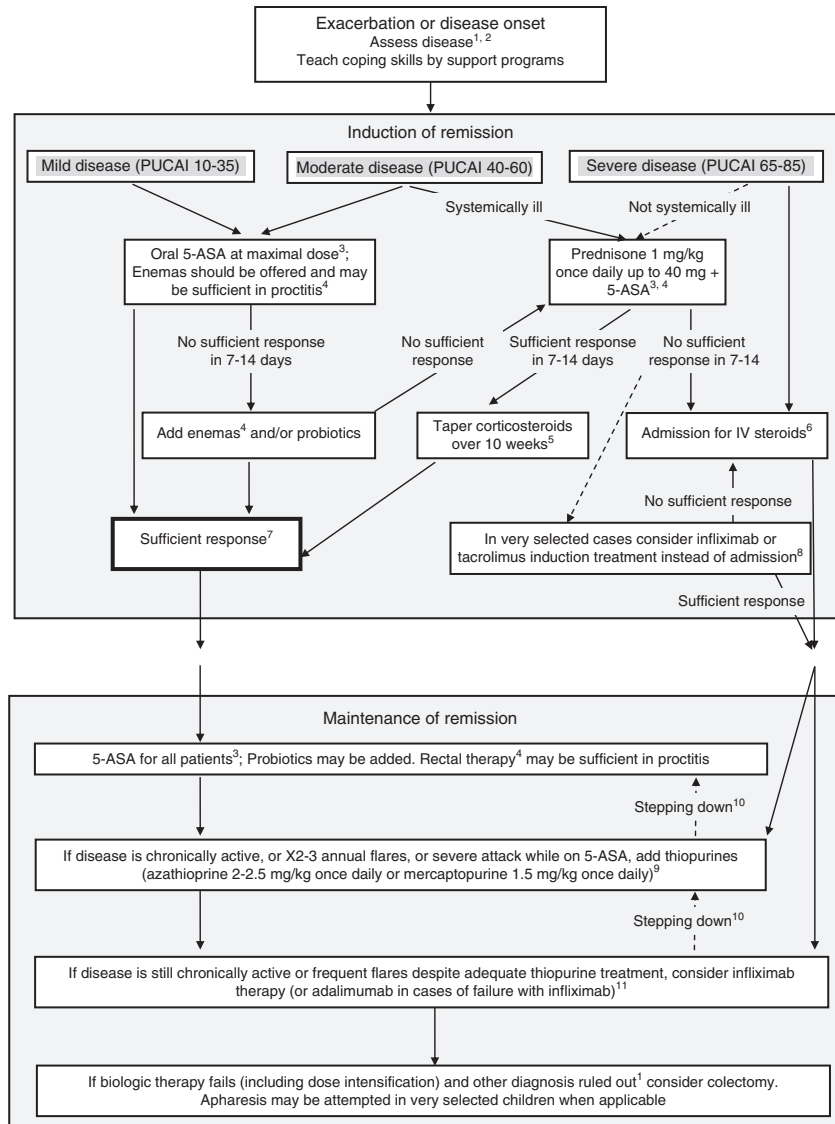 Exacerbation or disease onset
Assess disease1, 2
Teach coping skills by support programs
Induction of remission
Mild disease (PUCAI 10-35)
Moderate disease (PUCAI 40-60)
Severe disease (PUCAI 65-85)
Systemically ill
Not systemically ill
Oral 5-ASA at maximal dose3;
Enemas should be offered and may
be sufficient in proctitis4
Prednisone 1 mg/kg
once daily up to 40 mg +
5-ASA3, 4
No sufficient response
in 7-14 days
No sufficient
response
Sufficient response
in 7-14 days
No sufficient
response in 7-14
Add enemas4 and/or probiotics
Taper corticosteroids
over 10 weeks5
Admission for IV steroids6
No sufficient response
Sufficient response7
In very selected cases consider infliximab or
tacrolimus induction treatment instead of admission8
Sufficient response
Maintenance of remission
5-ASA for all patients3; Probiotics may be added. Rectal therapy4 may be sufficient in proctitis
Stepping down10
If disease is chronically active, or X2-3 annual flares, or severe attack while on 5-ASA, add thiopurines
(azathioprine 2-2.5 mg/kg once daily or mercaptopurine 1.5 mg/kg once daily)9
Stepping down10
If disease is still chronically active or frequent flares despite adequate thiopurine treatment, consider infliximab
therapy (or adalimumab in cases of failure with infliximab)11
If biologic therapy fails (including dose intensification) and other diagnosis ruled out1 consider colectomy.
Apharesis may be attempted in very selected children when applicable